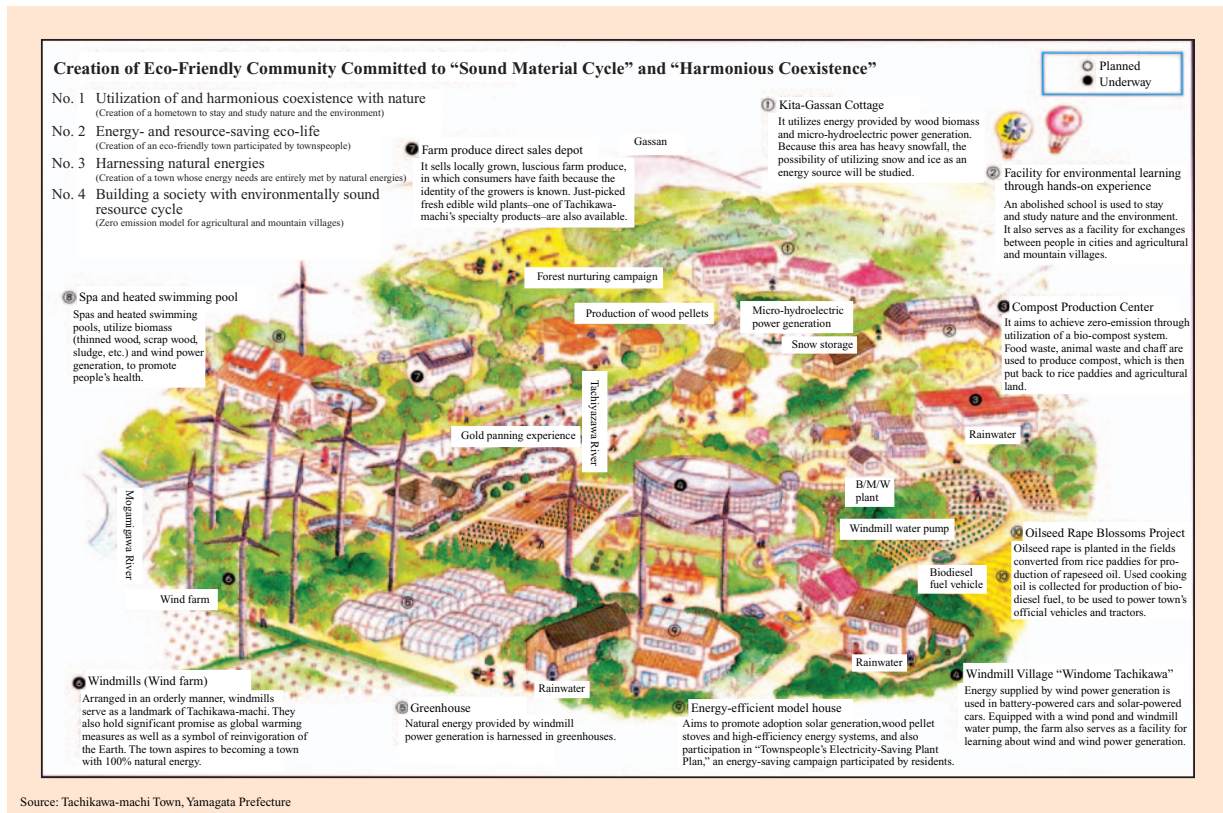 Creation of Eco-Friendly Community Committed to “Sound Material Cycle” and “Harmonious Coexistence”
Planned
Underway
No. 1 Utilization of and harmonious coexistence with nature
(Creation of a hometown to stay and study nature and the environment)
No. 2 Energy- and resource-saving eco-life
(Creation of an eco-friendly town participated by townspeople)
No. 3 Harnessing natural energies
(Creation of a town whose energy needs are entirely met by natural energies)
No. 4 Building a society with environmentally sound
resource cycle
(Zero emission model for agricultural and mountain villages)
7 Farm produce direct sales depot
It sells locally grown, luscious farm produce,
in which consumers have faith because the
identity of the growers is known. Just-picked
fresh edible wild plants–one of Tachikawa-
machi’s specialty products–are also available.
Gassan
1 Kita-Gassan Cottage
It utilizes energy provided by wood biomass
and micro-hydroelectric power generation.
Because this area has heavy snowfall, the
possibility of utilizing snow and ice as an
energy source will be studied.
2 Facility for environmental learning
through hands-on experience
An abolished school is used to stay
and study nature and the environment.
It also serves as a facility for exchanges
between people in cities and agricultural
and mountain villages.
1
Forest nurturing campaign
8 Spa and heated swimming pool
Spas and heated swimming
pools, utilize biomass
(thinned wood, scrap wood,
sludge, etc.) and wind power
generation, to promote
people’s health.
8
Production of wood pellets
Micro-hydroelectric
power generation
Snow storage
2
3 Compost Production Center
It aims to achieve zero-emission through
utilization of a bio-compost system.
Food waste, animal waste and chaff are
used to produce compost, which is then
put back to rice paddies and agricultural
land.
7
Tachiyazawa River
3
Gold panning experience
Rainwater
4
B/M/W
plant
Mogamigawa River
Windmill water pump
10 Oilseed Rape Blossoms Project
Oilseed rape is planted in the fields
converted from rice paddies for pro-
duction of rapeseed oil. Used cooking
oil is collected for production of bio-
diesel fuel, to be used to power town’s
official vehicles and tractors.
10
Biodiesel
fuel vehicle
6
Wind farm
5
9
Rainwater
Rainwater
6 Windmills (Wind farm)
Arranged in an orderly manner, windmills
serve as a landmark of Tachikawa-machi. They
also hold significant promise as global warming
measures as well as a symbol of reinvigoration of
the Earth. The town aspires to becoming a town
with 100% natural energy.
5 Greenhouse
Natural energy provided by windmill
power generation is harnessed in greenhouses.
9 Energy-efficient model house
Aims to promote adoption solar generation,wood pellet
stoves and high-efficiency energy systems, and also
participation in “Townspeople’s Electricity-Saving Plant
Plan,” an energy-saving campaign participated by residents.
4 Windmill Village “Windome Tachikawa”
Energy supplied by wind power generation is
used in battery-powered cars and solar-powered
cars. Equipped with a wind pond and windmill
water pump, the farm also serves as a facility for
learning about wind and wind power generation.
Source: Tachikawa-machi Town, Yamagata Prefecture